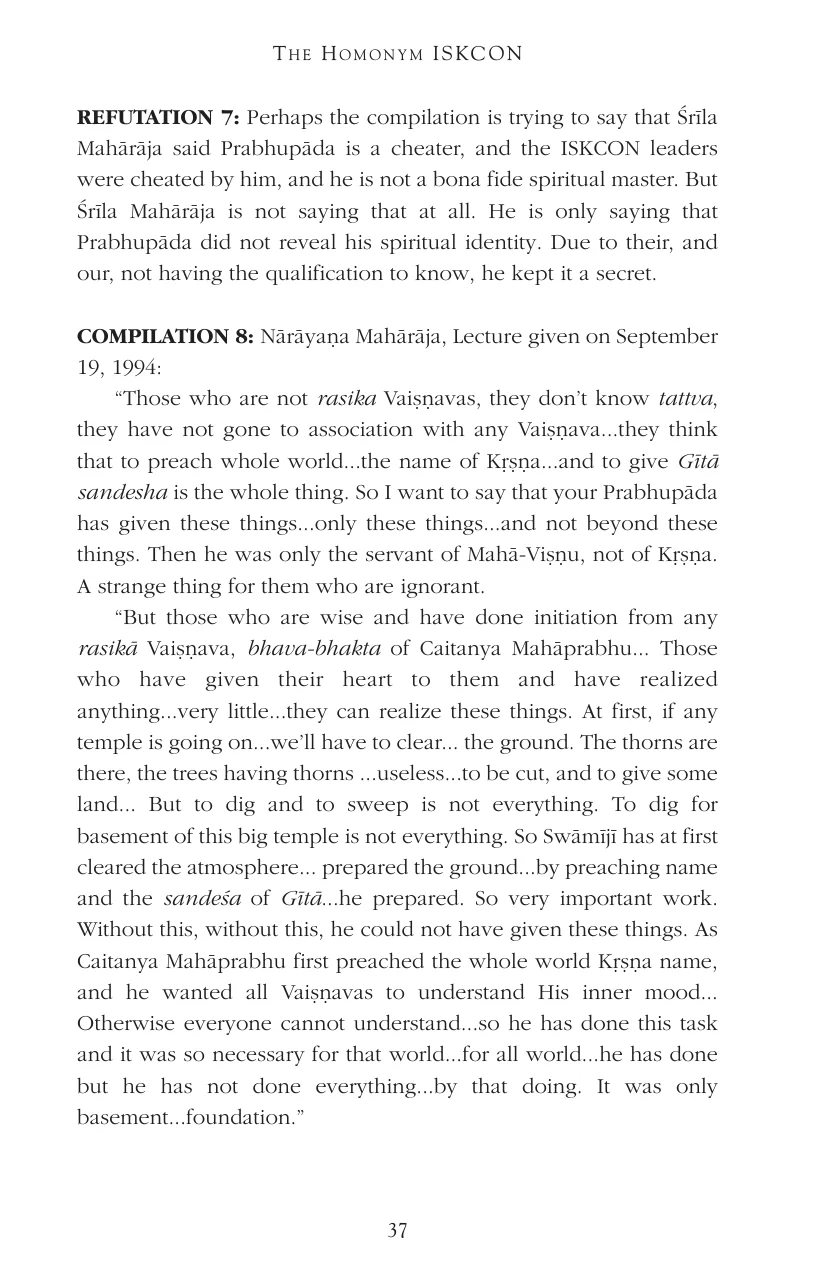 THE HOMONYM ISKCON
REFUTATION 7: Perhaps the compilation is trying to say that Śrīla
Mahārāja said Prabhupāda is a cheater, and the ISKCON leaders
were cheated by him, and he is not a bona fide spiritual master. But
Śrīla Mahārāja is not saying that at all. He is only saying that
Prabhupāda did not reveal his spiritual identity. Due to their, and
our, not having the qualification to know, he kept it a secret.
COMPILATION 8: Nārāyaṇa Mahārāja, Lecture given on September
19, 1994:
“Those who are not rasika Vaiṣṇavas, they don’t know tattva,
they have not gone to association with any Vaiṣṇava...they think
that to preach whole world...the name of Kṛṣṇa...and to give Gītā
sandesha is the whole thing. So I want to say that your Prabhupāda
has given these things...only these things...and not beyond these
things. Then he was only the servant of Mahā-Viṣṇu, not of Kṛṣṇa.
A strange thing for them who are ignorant.
“But those who are wise and have done initiation from any
rasikā Vaiṣṇava, bhava-bhakta of Caitanya Mahāprabhu... Those
who have given their heart to them and have realized
anything...very little...they can realize these things. At first, if any
temple is going on...we’ll have to clear... the ground. The thorns are
there, the trees having thorns ...useless...to be cut, and to give some
land... But to dig and to sweep is not everything. To dig for
basement of this big temple is not everything. So Swāmījī has at first
cleared the atmosphere... prepared the ground...by preaching name
and the sandeśa of Gītā...he prepared. So very important work.
Without this, without this, he could not have given these things. As
Caitanya Mahāprabhu first preached the whole world Kṛṣṇa name,
and he wanted all Vaiṣṇavas to understand His inner mood...
Otherwise everyone cannot understand...so he has done this task
and it was so necessary for that world...for all world...he has done
but he has not done everything...by that doing. It was only
basement...foundation.”
37